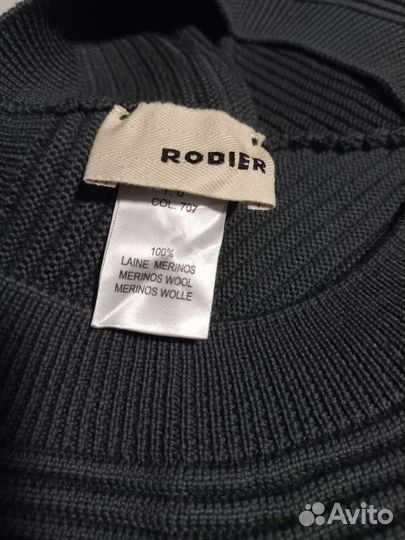 RODIER
COL. 707
100%
LAINE MERINOS
MERINOS WOOL
MERINOS WOLLE
Avito